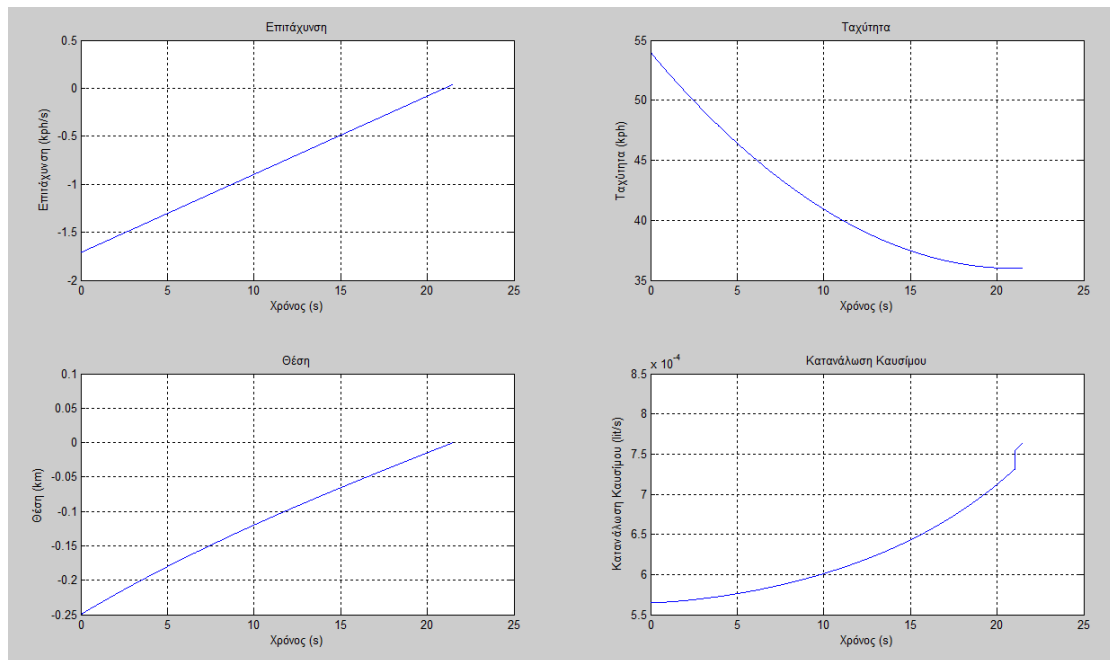 Επιτάχυνση
0.5
0
-0.5
-1
-1.5
-2
Επιτάχυνση (kph/s)
0 5 10 15 20 25
Χρόνος (s)
Ταχύτητα
55
50
45
40
35
Ταχύτητα (kph)
0 5 10 15 20 25
Χρόνος (s)
Θέση
0.1
0.05
0
-0.05
-0.1
-0.15
-0.2
-0.25
Θέση (km)
0 5 10 15 20 25
Χρόνος (s)
Κατανάλωση Καυσίμου
x 10⁻⁴
8.5
8
7.5
7
6.5
6
5.5
Κατανάλωση Καυσίμου (lit/s)
0 5 10 15 20 25
Χρόνος (s)